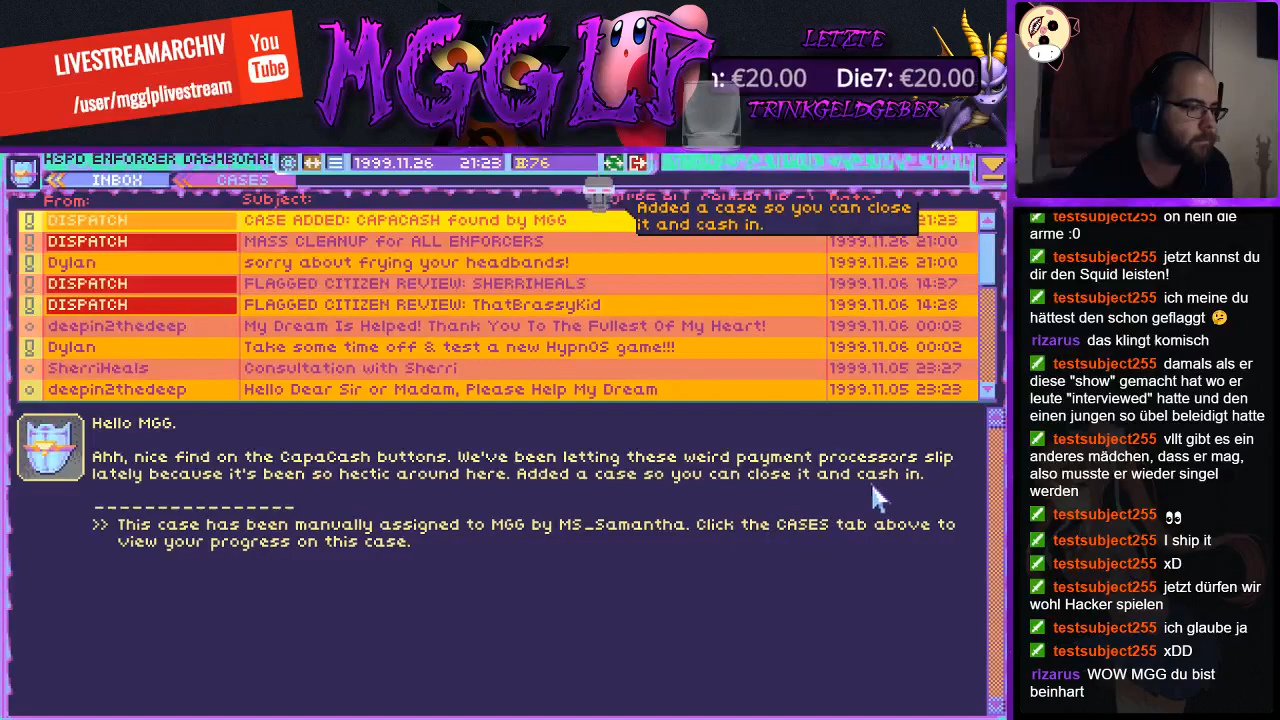 LIVESTREAMARCHIV
/user/mgglplivestream
You
Tube
MGGLP
LETZTE
€20.00 Die7: €20.00
TRINKGELDGEBER
HSPD ENFORCER DASHBOARD
1999.11.26 21:23
:76
INBOX
CASES
From: Subject: Date:
Added a case so you can close
it and cash in.
DISPATCH CASE ADDED: CAPACASH found by MGG 21:23
DISPATCH MASS CLEANUP for ALL ENFORCERS 1999.11.26 21:00
Dylan sorry about frying your headbands! 1999.11.26 21:00
DISPATCH FLAGGED CITIZEN REVIEW: SHERRIHEALS 1999.11.06 14:37
DISPATCH FLAGGED CITIZEN REVIEW: ThatBrassyKid 1999.11.06 14:28
deepin2thedeep My Dream Is Helped! Thank You To The Fullest Of My Heart! 1999.11.06 00:03
Dylan Take some time off & test a new HypnOS game!!! 1999.11.06 00:02
SherriHeals Consultation with Sherri 1999.11.05 23:27
deepin2thedeep Hello Dear Sir or Madam, Please Help My Dream 1999.11.05 23:23
Hello MGG.
Ahh, nice find on the CapaCash buttons. We've been letting these weird payment processors slip
lately because it's been so hectic around here. Added a case so you can close it and cash in.
----------------
>> This case has been manually assigned to MGG by MS_Samantha. Click the CASES tab above to
view your progress on this case.
testsubject255 oh nein die
arme :0
testsubject255 jetzt kannst du
dir den Squid leisten!
testsubject255 ich meine du
hättest den schon geflaggt 🤔
rizarus das klingt komisch
testsubject255 damals als er
diese "show" gemacht hat wo er
leute "interviewed" hatte und den
einen jungen so übel beleidigt hatte
testsubject255 vllt gibt es ein
anderes mädchen, dass er mag,
also musste er wieder singel
werden
testsubject255 👀
testsubject255 I ship it
testsubject255 xD
testsubject255 jetzt dürfen wir
wohl Hacker spielen
testsubject255 ich glaube ja
testsubject255 xDD
rizarus WOW MGG du bist
beinhart